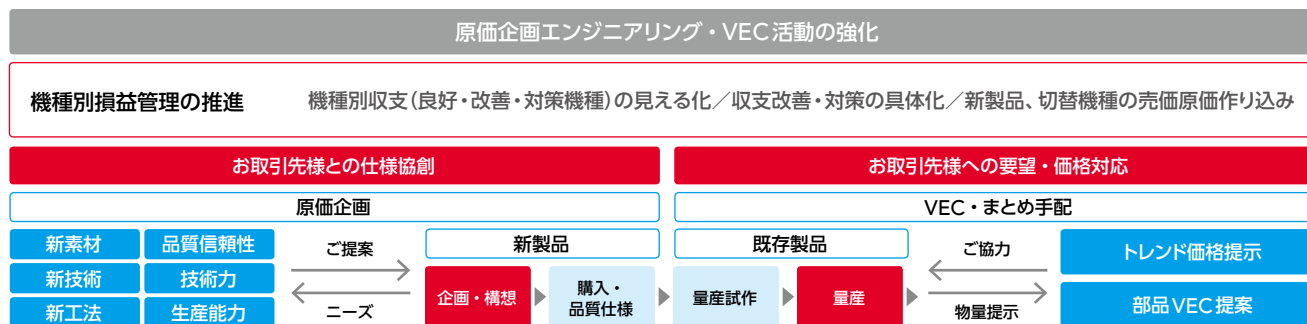 原価企画エンジニアリング・VEC活動の強化
機種別損益管理の推進
機種別収支(良好・改善・対策機種)の見える化／収支改善・対策の具体化／新製品、切替機種の売価原価作り込み
お取引先様との仕様協創
お取引先様への要望・価格対応
原価企画
VEC・まとめ手配
新素材
品質信頼性
新技術
技術力
新工法
生産能力
ご提案
ニーズ
新製品
企画・構想
購入・
品質仕様
既存製品
量産試作
量産
ご協力
物量提示
トレンド価格提示
部品VEC提案